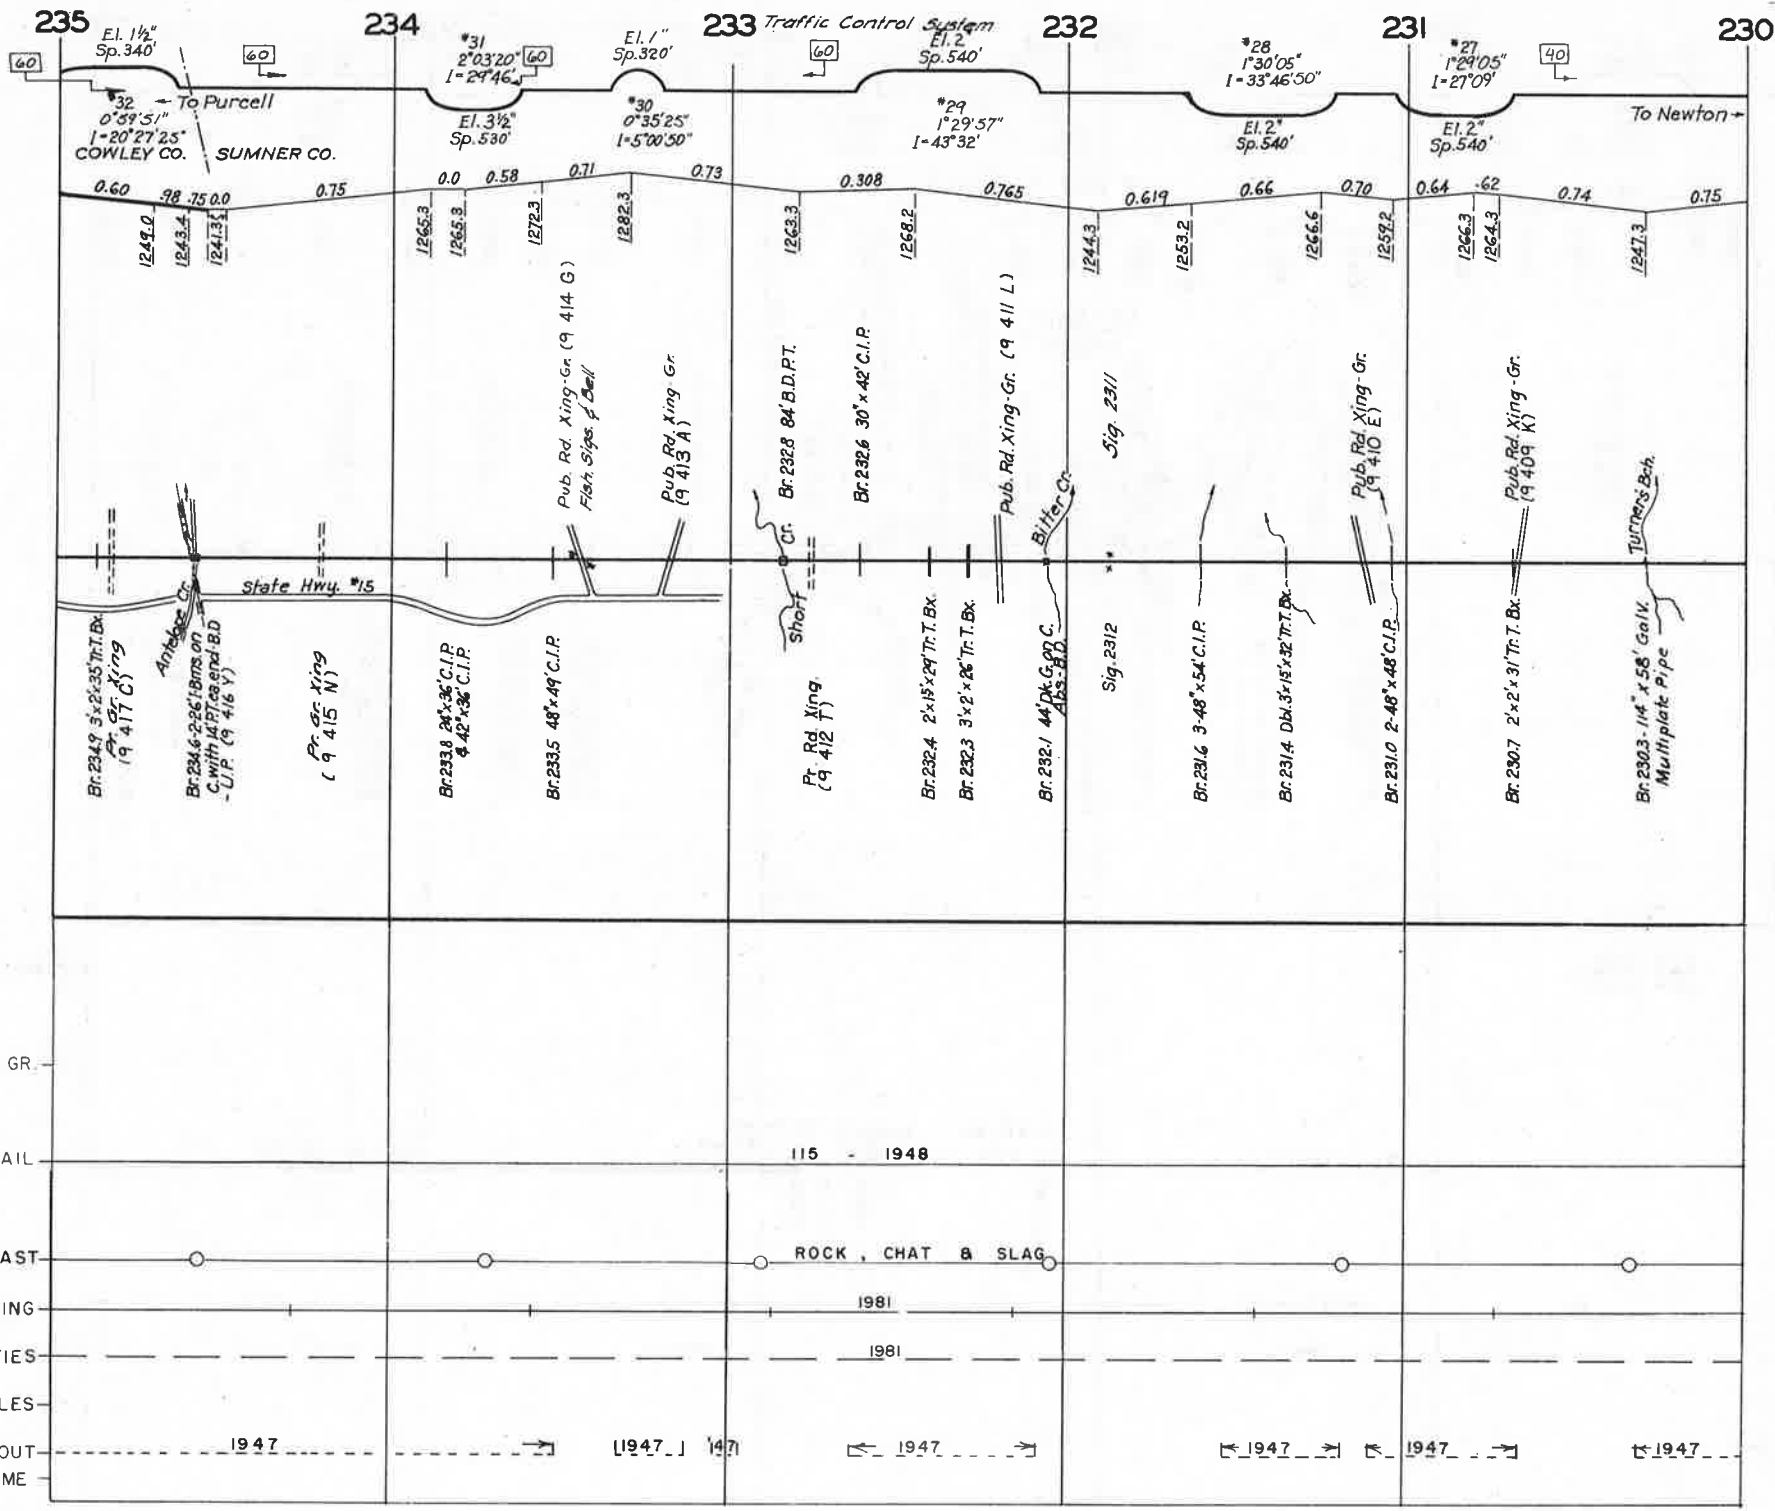 235
234
233
Traffic Control System
232
231
230
El. 1½"
Sp. 340'
60
60
#32
0°59'51"
I=20°27'25"
← To Purcell
COWLEY CO.
SUMNER CO.
#31
2°03'20"
I=29°46'
60
El. 3½"
Sp. 530'
El. 1"
Sp. 320'
#30
0°35'25"
I=5°00'50"
60
El. 2"
Sp. 540'
#29
1°29'57"
I=43°32'
#28
1°30'05"
I=33°46'50"
El. 2"
Sp. 540'
#27
1°29'05"
I=27°09'
El. 2"
Sp. 540'
40
To Newton →
0.60
.98
.75
0.0
0.75
0.0
0.58
0.71
0.73
0.308
0.765
0.619
0.66
0.70
0.64
.62
0.74
0.75
1249.0
1243.4
1241.3
1265.3
1265.3
1272.3
1282.3
1263.3
1268.2
1244.3
1253.2
1266.6
1259.2
1266.3
1264.3
1247.3
Pub. Rd. Xing-Gr. (9 414 G)
Flsh. Sigs. & Bell
Pub. Rd. Xing-Gr.
(9 413 A)
Br. 232.8 84' B.D.P.T.
Br. 232.6 30" x 42' C.I.P.
Pub. Rd. Xing-Gr. (9 411 L)
Bitter Cr.
Sig. 2311
Pub. Rd. Xing-Gr.
(9 410 E)
Pub. Rd. Xing-Gr.
(9 409 K)
Turners Bch.
Antelope Cr.
State Hwy. #15
Short Cr.
Br. 234.9 3'x2'x35' Tr. T. Bx.
Pr. Gr. Xing
(9 417 C)
Br. 234.6-2-26' I-Bms. on
C. with 14' P.T. ea. end-B.D
- U.P. (9 416 Y)
Pr. Gr. Xing
(9 415 N)
Br. 233.8 24"x36' C.I.P.
& 42"x36' C.I.P.
Br. 233.5 48"x49' C.I.P.
Pr. Rd. Xing.
(9 412 T)
Br. 232.4 2'x15'x29' Tr. T. Bx.
Br. 232.3 3'x2'x26' Tr. T. Bx.
Br. 232.1 44' Dk. G. on C.
Abs.-B.D.
Sig. 2312
Br. 231.6 3-48"x54' C.I.P.
Br. 231.4 Dbl. 3'x15'x32' Tr. T. Bx.
Br. 231.0 2-48"x48' C.I.P.
Br. 230.7 2'x2'x31' Tr. T. Bx.
Br. 230.3-114" x 58' Galv.
Multiplate Pipe
GR.
AIL
115 - 1948
AST
ROCK, CHAT & SLAG
ING
1981
TIES
1981
LES
OUT
1947
1947
'47
1947
1947
1947
1947
ME